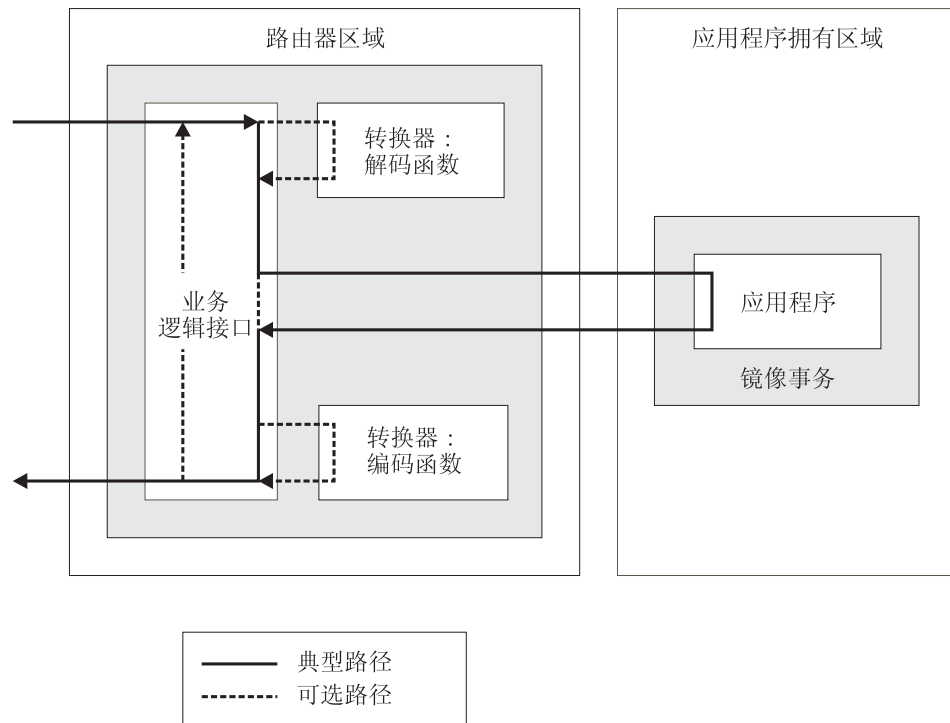 路由器区域
应用程序拥有区域
转换器：
解码函数
业务
逻辑接口
应用程序
镜像事务
转换器：
编码函数
典型路径
可选路径